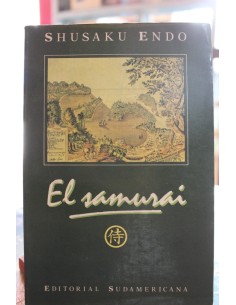 SHUSAKU ENDO
El samurai
侍
EDITORIAL SUDAMERICANA